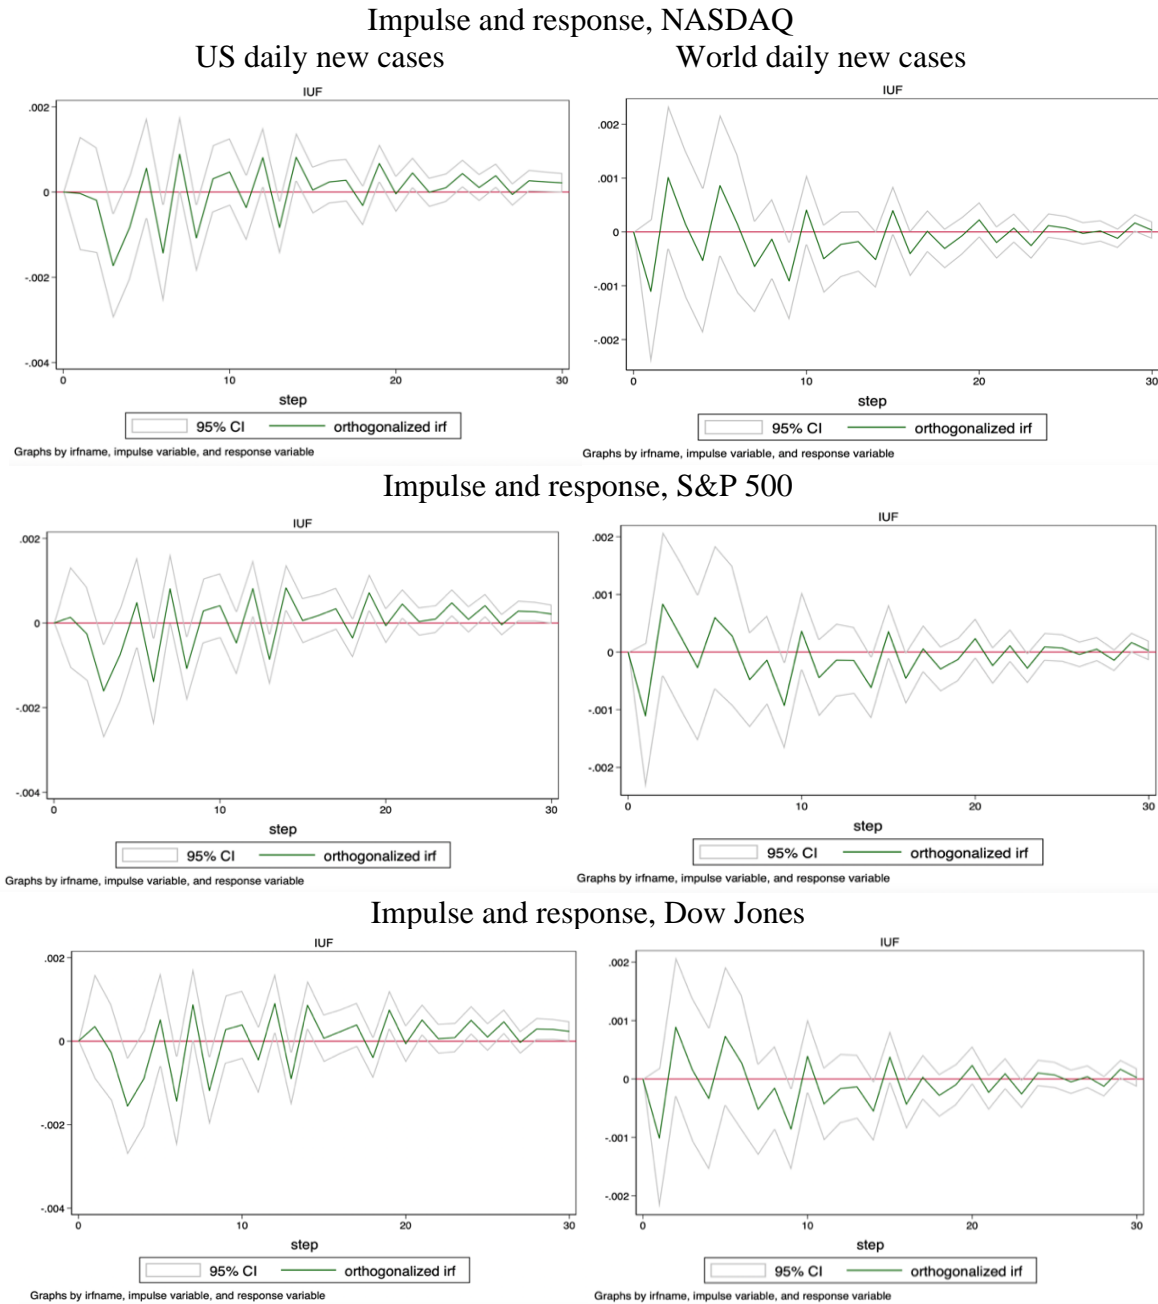 Impulse and response, NASDAQ
US daily new cases
World daily new cases
IUF
.002
0
-.002
-.004
0
10
20
30
step
95% CI
orthogonalized irf
Graphs by irfname, impulse variable, and response variable
IUF
.002
.001
0
-.001
-.002
0
10
20
30
step
95% CI
orthogonalized irf
Graphs by irfname, impulse variable, and response variable
Impulse and response, S&P 500
IUF
.002
0
-.002
-.004
0
10
20
30
step
95% CI
orthogonalized irf
Graphs by irfname, impulse variable, and response variable
IUF
.002
.001
0
-.001
-.002
0
10
20
30
step
95% CI
orthogonalized irf
Graphs by irfname, impulse variable, and response variable
Impulse and response, Dow Jones
IUF
.002
0
-.002
-.004
0
10
20
30
step
95% CI
orthogonalized irf
Graphs by irfname, impulse variable, and response variable
IUF
.002
.001
0
-.001
-.002
0
10
20
30
step
95% CI
orthogonalized irf
Graphs by irfname, impulse variable, and response variable